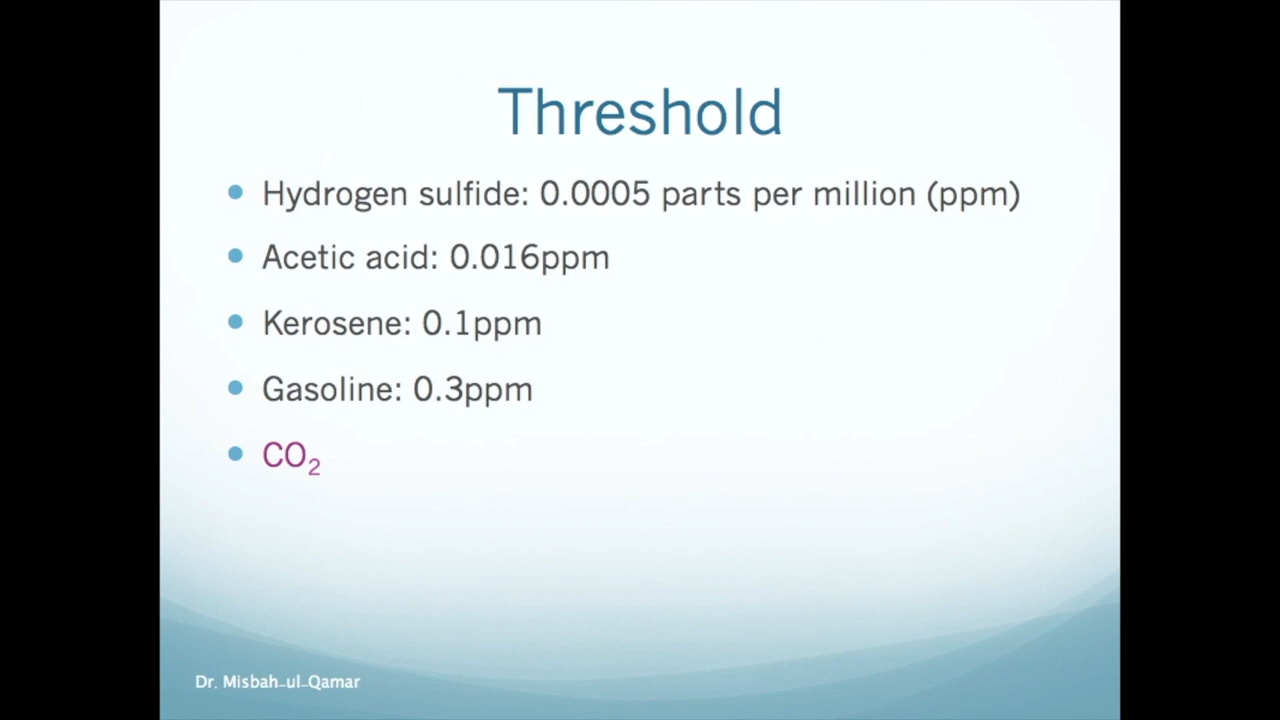 Threshold
Hydrogen sulfide: 0.0005 parts per million (ppm)
Acetic acid: 0.016ppm
Kerosene: 0.1ppm
Gasoline: 0.3ppm
CO₂
Dr. Misbah-ul-Qamar